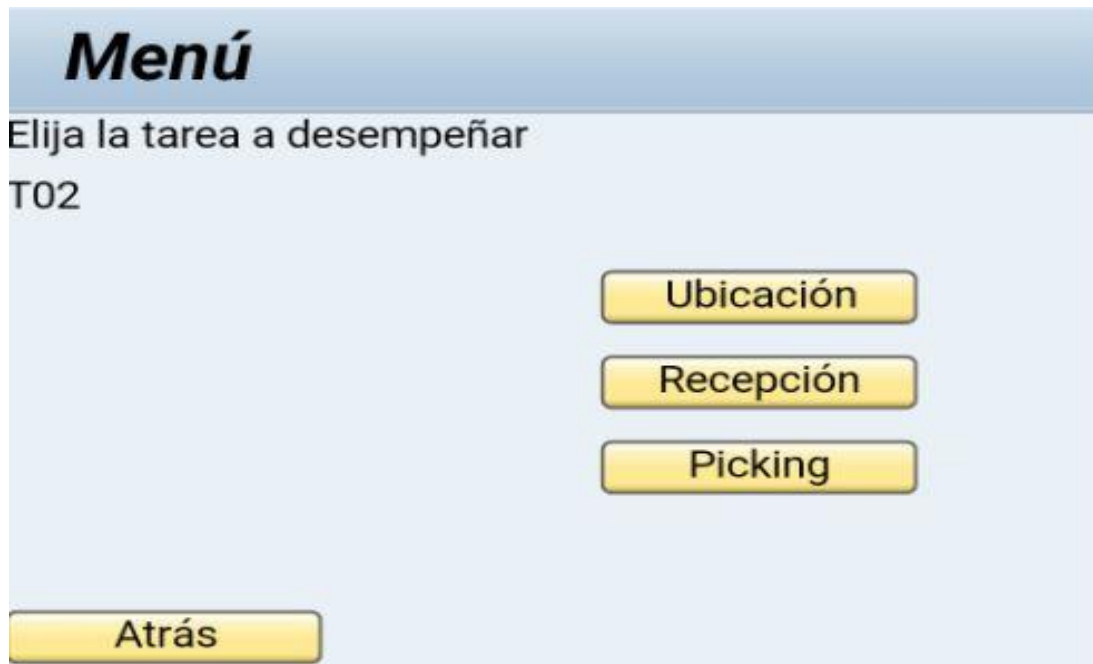 Menú
Elija la tarea a desempeñar
T02
Ubicación
Recepción
Picking
Atrás